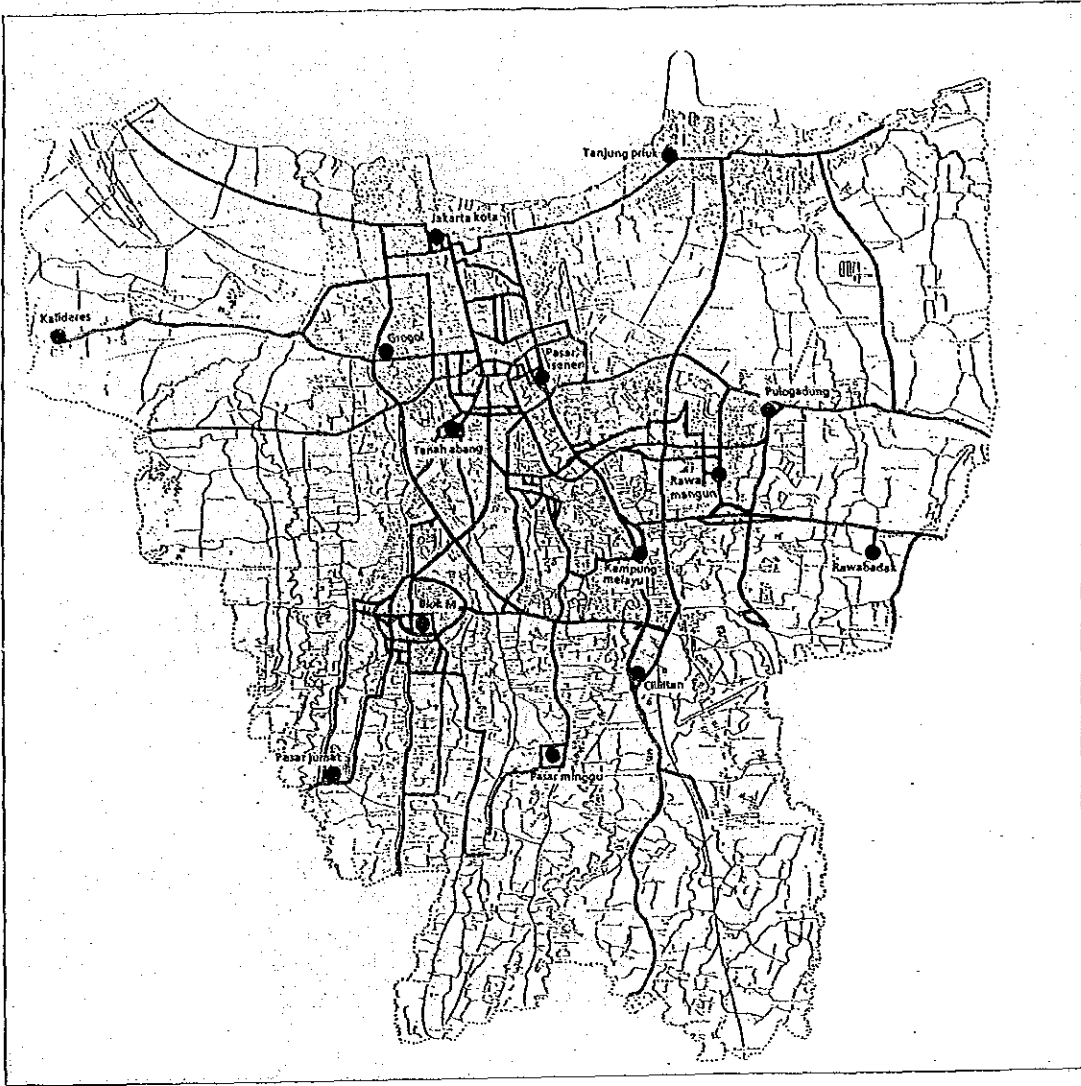 Tanjung priuk
Jakarta kota
Kalideres
Grogol
Pasar
senen
Pulogadung
Tanah abang
Rawa
mangun
Kampung
melayu
Rawabadak
Blok M
Cililitan
Pasar jumat
Pasar minggu